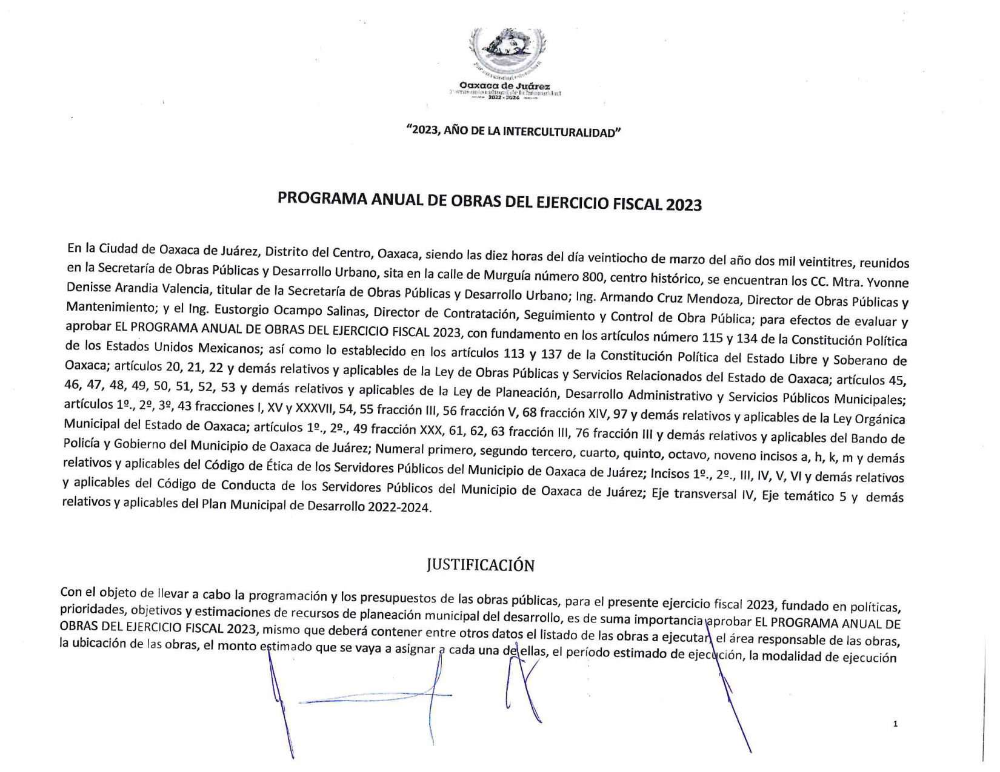 Oaxaca de Juárez
2022 - 2024
“2023, AÑO DE LA INTERCULTURALIDAD”
PROGRAMA ANUAL DE OBRAS DEL EJERCICIO FISCAL 2023
En la Ciudad de Oaxaca de Juárez, Distrito del Centro, Oaxaca, siendo las diez horas del día veintiocho de marzo del año dos mil veintitres, reunidos
en la Secretaría de Obras Públicas y Desarrollo Urbano, sita en la calle de Murguía número 800, centro histórico, se encuentran los CC. Mtra. Yvonne
Denisse Arandia Valencia, titular de la Secretaría de Obras Públicas y Desarrollo Urbano; Ing. Armando Cruz Mendoza, Director de Obras Públicas y
Mantenimiento; y el Ing. Eustorgio Ocampo Salinas, Director de Contratación, Seguimiento y Control de Obra Pública; para efectos de evaluar y
aprobar EL PROGRAMA ANUAL DE OBRAS DEL EJERCICIO FISCAL 2023, con fundamento en los artículos número 115 y 134 de la Constitución Política
de los Estados Unidos Mexicanos; así como lo establecido en los artículos 113 y 137 de la Constitución Política del Estado Libre y Soberano de
Oaxaca; artículos 20, 21, 22 y demás relativos y aplicables de la Ley de Obras Públicas y Servicios Relacionados del Estado de Oaxaca; artículos 45,
46, 47, 48, 49, 50, 51, 52, 53 y demás relativos y aplicables de la Ley de Planeación, Desarrollo Administrativo y Servicios Públicos Municipales;
artículos 1º., 2º, 3º, 43 fracciones I, XV y XXXVII, 54, 55 fracción III, 56 fracción V, 68 fracción XIV, 97 y demás relativos y aplicables de la Ley Orgánica
Municipal del Estado de Oaxaca; artículos 1º., 2º., 49 fracción XXX, 61, 62, 63 fracción III, 76 fracción III y demás relativos y aplicables del Bando de
Policía y Gobierno del Municipio de Oaxaca de Juárez; Numeral primero, segundo tercero, cuarto, quinto, octavo, noveno incisos a, h, k, m y demás
relativos y aplicables del Código de Ética de los Servidores Públicos del Municipio de Oaxaca de Juárez; Incisos 1º., 2º., III, IV, V, VI y demás relativos
y aplicables del Código de Conducta de los Servidores Públicos del Municipio de Oaxaca de Juárez; Eje transversal IV, Eje temático 5 y demás
relativos y aplicables del Plan Municipal de Desarrollo 2022-2024.
JUSTIFICACIÓN
Con el objeto de llevar a cabo la programación y los presupuestos de las obras públicas, para el presente ejercicio fiscal 2023, fundado en políticas,
prioridades, objetivos y estimaciones de recursos de planeación municipal del desarrollo, es de suma importancia aprobar EL PROGRAMA ANUAL DE
OBRAS DEL EJERCICIO FISCAL 2023, mismo que deberá contener entre otros datos el listado de las obras a ejecutar, el área responsable de las obras,
la ubicación de las obras, el monto estimado que se vaya a asignar a cada una de ellas, el período estimado de ejecución, la modalidad de ejecución
1